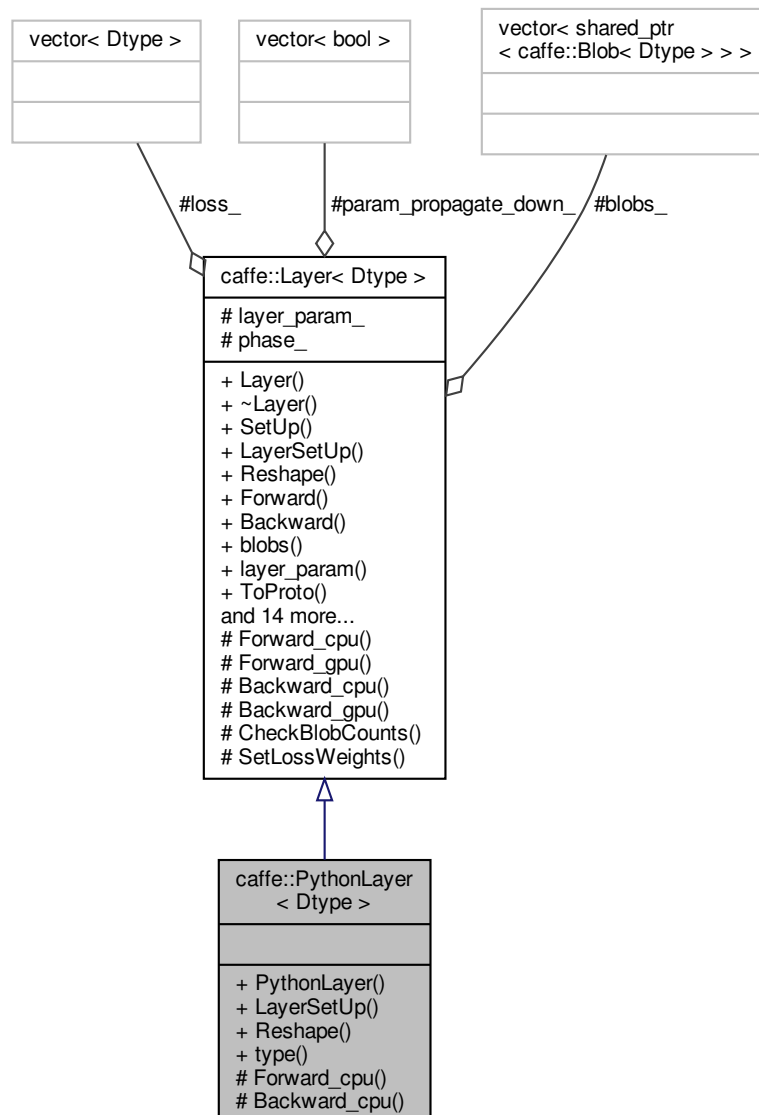 vector< Dtype >
vector< bool >
vector< shared_ptr
< caffe::Blob< Dtype > > >
#loss_
#param_propagate_down_
#blobs_
caffe::Layer< Dtype >
# layer_param_
# phase_
+ Layer()
+ ~Layer()
+ SetUp()
+ LayerSetUp()
+ Reshape()
+ Forward()
+ Backward()
+ blobs()
+ layer_param()
+ ToProto()
and 14 more...
# Forward_cpu()
# Forward_gpu()
# Backward_cpu()
# Backward_gpu()
# CheckBlobCounts()
# SetLossWeights()
caffe::PythonLayer
< Dtype >
+ PythonLayer()
+ LayerSetUp()
+ Reshape()
+ type()
# Forward_cpu()
# Backward_cpu()